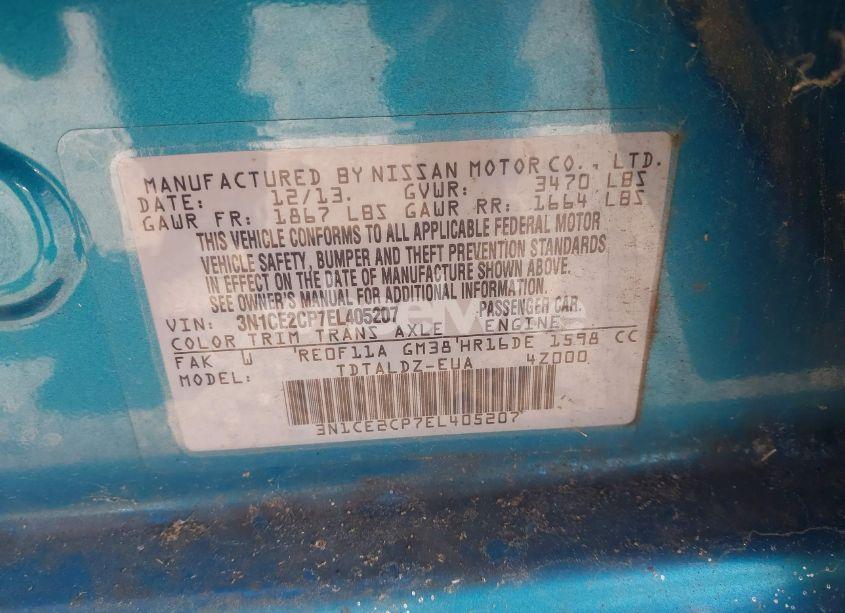 MANUFACTURED BY NISSAN MOTOR CO., LTD.
DATE: 12/13. GVWR: 3470 LBS
GAWR FR: 1867 LBS GAWR RR: 1664 LBS
THIS VEHICLE CONFORMS TO ALL APPLICABLE FEDERAL MOTOR
VEHICLE SAFETY, BUMPER AND THEFT PREVENTION STANDARDS
IN EFFECT ON THE DATE OF MANUFACTURE SHOWN ABOVE.
SEE OWNER'S MANUAL FOR ADDITIONAL INFORMATION.
VIN: 3N1CE2CP7EL405207 PASSENGER CAR
COLOR TRIM TRANS AXLE ENGINE
FAK W RE0F11A GM38 HR16DE 1598 CC
MODEL: TDTALDZ-EUA 4Z000
3N1CE2CP7EL405207